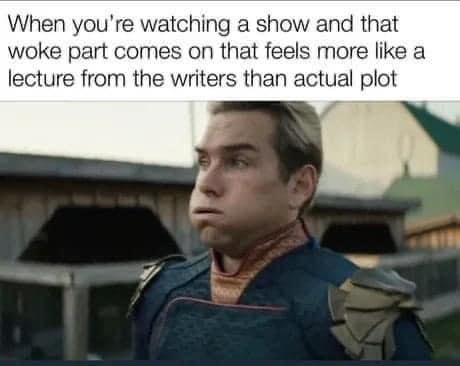 When you're watching a show and that
woke part comes on that feels more like a
lecture from the writers than actual plot